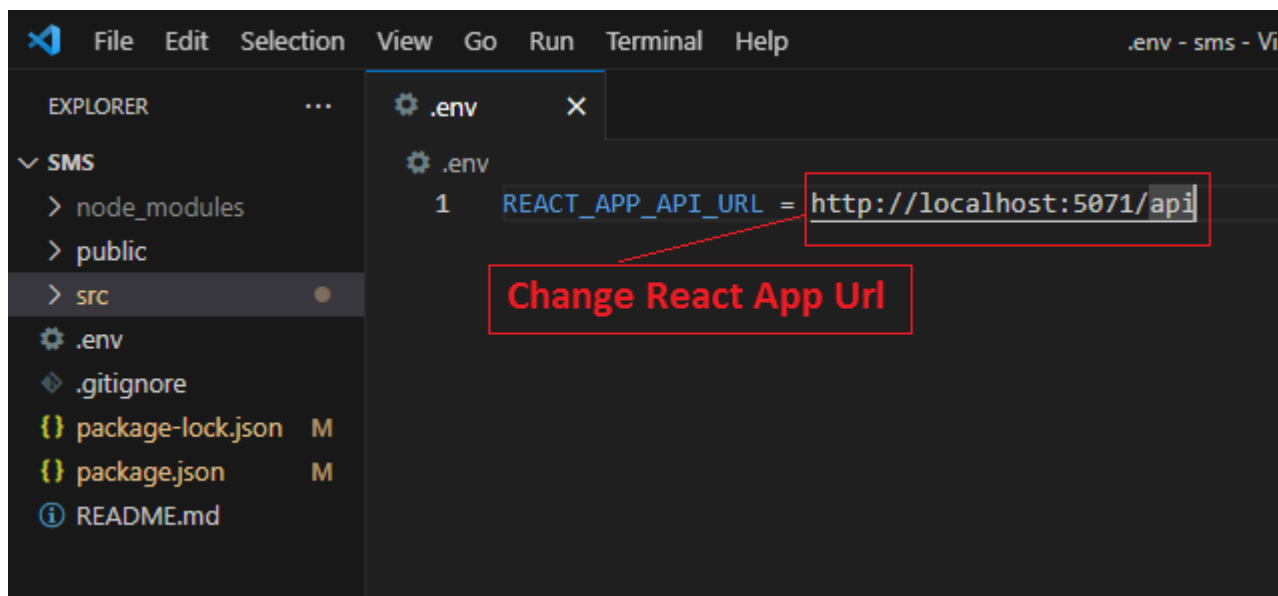 File Edit Selection View Go Run Terminal Help .env - sms - Vi
EXPLORER ... .env
SMS .env
node_modules 1 REACT_APP_API_URL = http://localhost:5071/api
public
src Change React App Url
.env
.gitignore
package-lock.json M
package.json M
README.md